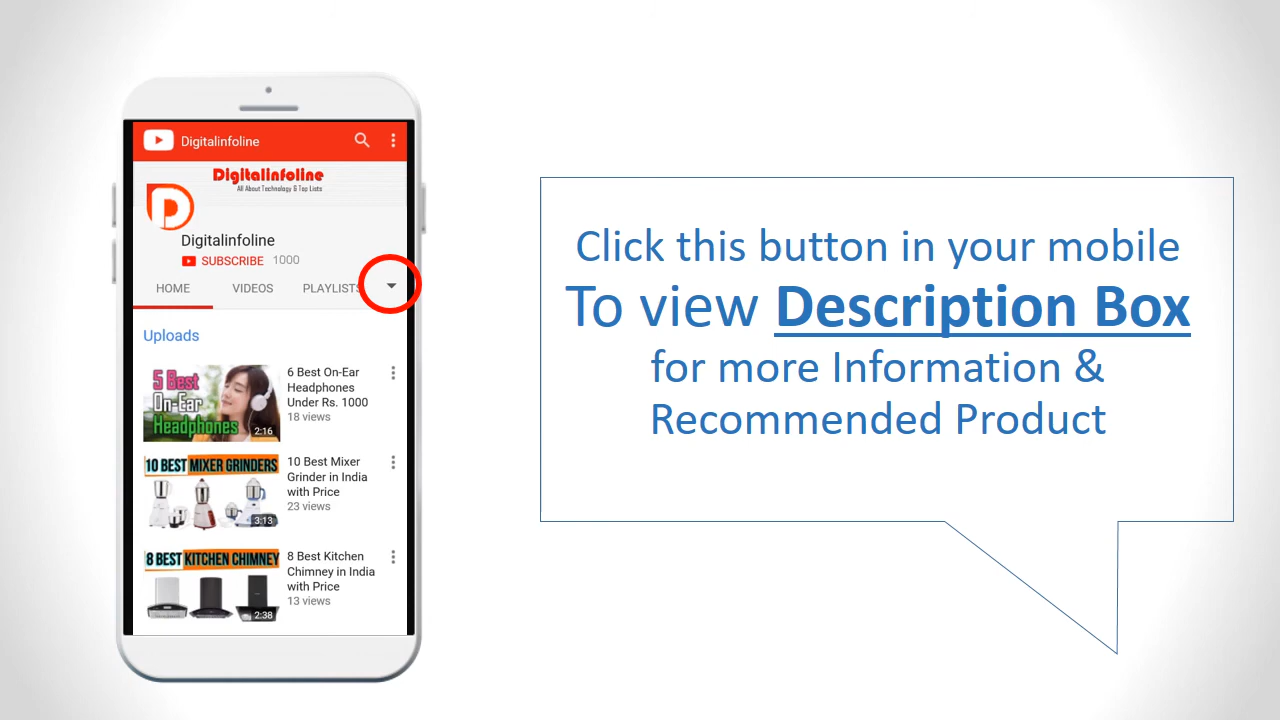 Digitalinfoline
Digitalinfoline
All About Technology & Top Lists
D
Digitalinfoline
SUBSCRIBE 1000
HOME VIDEOS PLAYLISTS
Uploads
5 Best
On-Ear
Headphones
2:16
6 Best On-Ear
Headphones
Under Rs. 1000
18 views
10 BEST MIXER GRINDERS
3:13
10 Best Mixer
Grinder in India
with Price
23 views
8 BEST KITCHEN CHIMNEY
2:38
8 Best Kitchen
Chimney in India
with Price
13 views
Click this button in your mobile
To view Description Box
for more Information &
Recommended Product